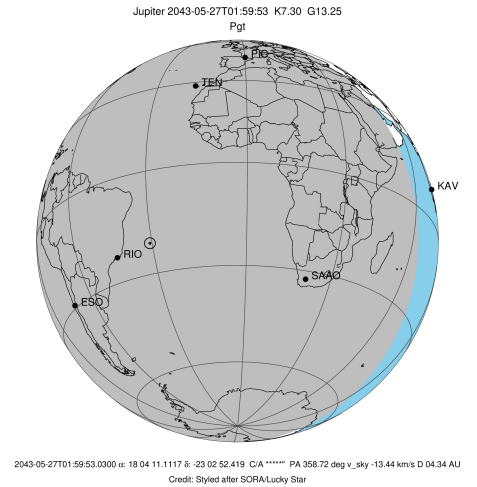 Jupiter 2043-05-27T01:59:53 K7.30 G13.25
Pgt
PIC
TEN
KAV
RIO
SAAO
ESO
2043-05-27T01:59:53.0300 α: 18 04 11.1117 δ: -23 02 52.419 C/A *****" PA 358.72 deg v_sky -13.44 km/s D 04.34 AU
Credit: Styled after SORA/Lucky Star